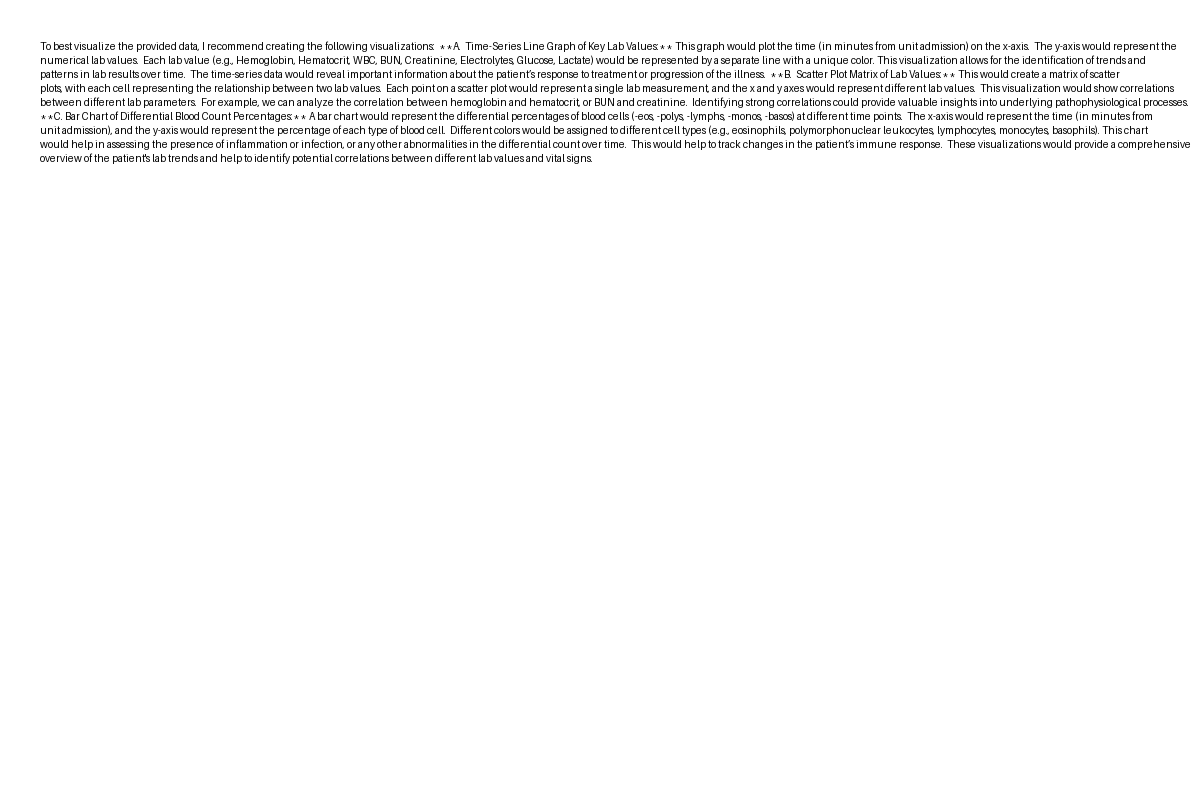 To best visualize the provided data, I recommend creating the following visualizations:  **A.  Time-Series Line Graph of Key Lab Values:** This graph would plot the time (in minutes from unit admission) on the x-axis.  The y-axis would represent the
numerical lab values.  Each lab value (e.g., Hemoglobin, Hematocrit, WBC, BUN, Creatinine, Electrolytes, Glucose, Lactate) would be represented by a separate line with a unique color. This visualization allows for the identification of trends and
patterns in lab results over time.  The time-series data would reveal important information about the patient's response to treatment or progression of the illness.  **B.  Scatter Plot Matrix of Lab Values:** This would create a matrix of scatter
plots, with each cell representing the relationship between two lab values.  Each point on a scatter plot would represent a single lab measurement, and the x and y axes would represent different lab values.  This visualization would show correlations
between different lab parameters.  For example, we can analyze the correlation between hemoglobin and hematocrit, or BUN and creatinine.  Identifying strong correlations could provide valuable insights into underlying pathophysiological processes.
**C. Bar Chart of Differential Blood Count Percentages:** A bar chart would represent the differential percentages of blood cells (-eos, -polys, -lymphs, -monos, -basos) at different time points.  The x-axis would represent the time (in minutes from
unit admission), and the y-axis would represent the percentage of each type of blood cell.  Different colors would be assigned to different cell types (e.g., eosinophils, polymorphonuclear leukocytes, lymphocytes, monocytes, basophils). This chart
would help in assessing the presence of inflammation or infection, or any other abnormalities in the differential count over time.  This would help to track changes in the patient's immune response.  These visualizations would provide a comprehensive
overview of the patient's lab trends and help to identify potential correlations between different lab values and vital signs.